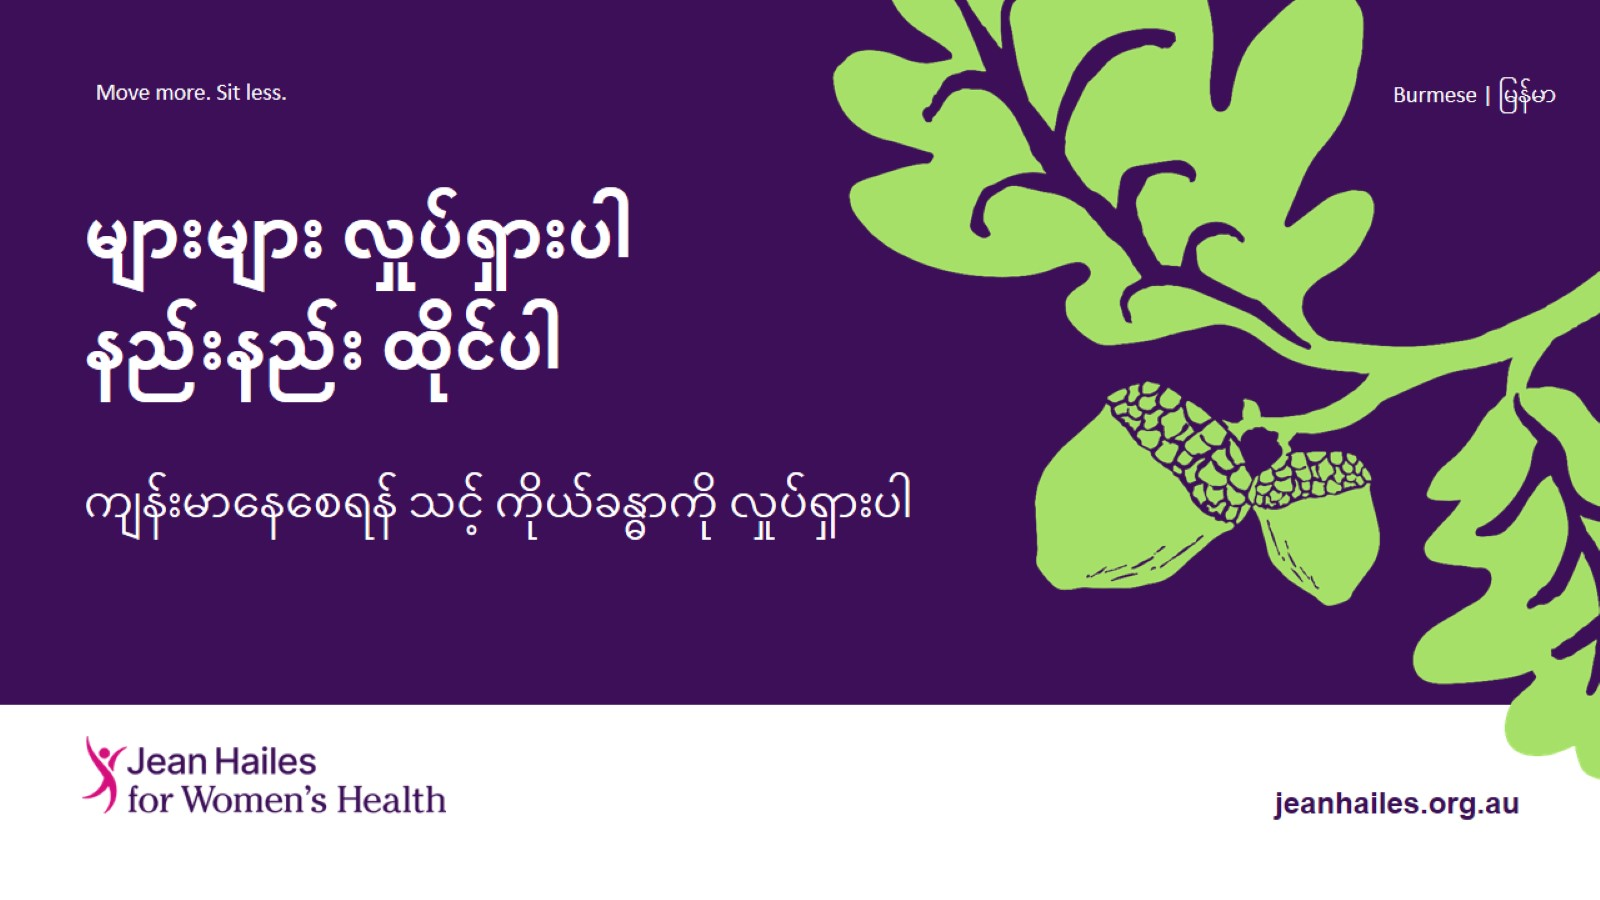 Move more. Sit less.
Burmese | မြန်မာ
များများ လှုပ်ရှားပါ
နည်းနည်း ထိုင်ပါ
ကျန်းမာနေစေရန် သင့် ကိုယ်ခန္ဓာကို လှုပ်ရှားပါ
Jean Hailes
for Women's Health
jeanhailes.org.au